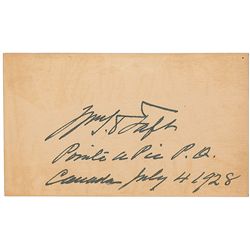 Wm H Taft
Pointe a Pic P. Q.
Canada July 4 1928